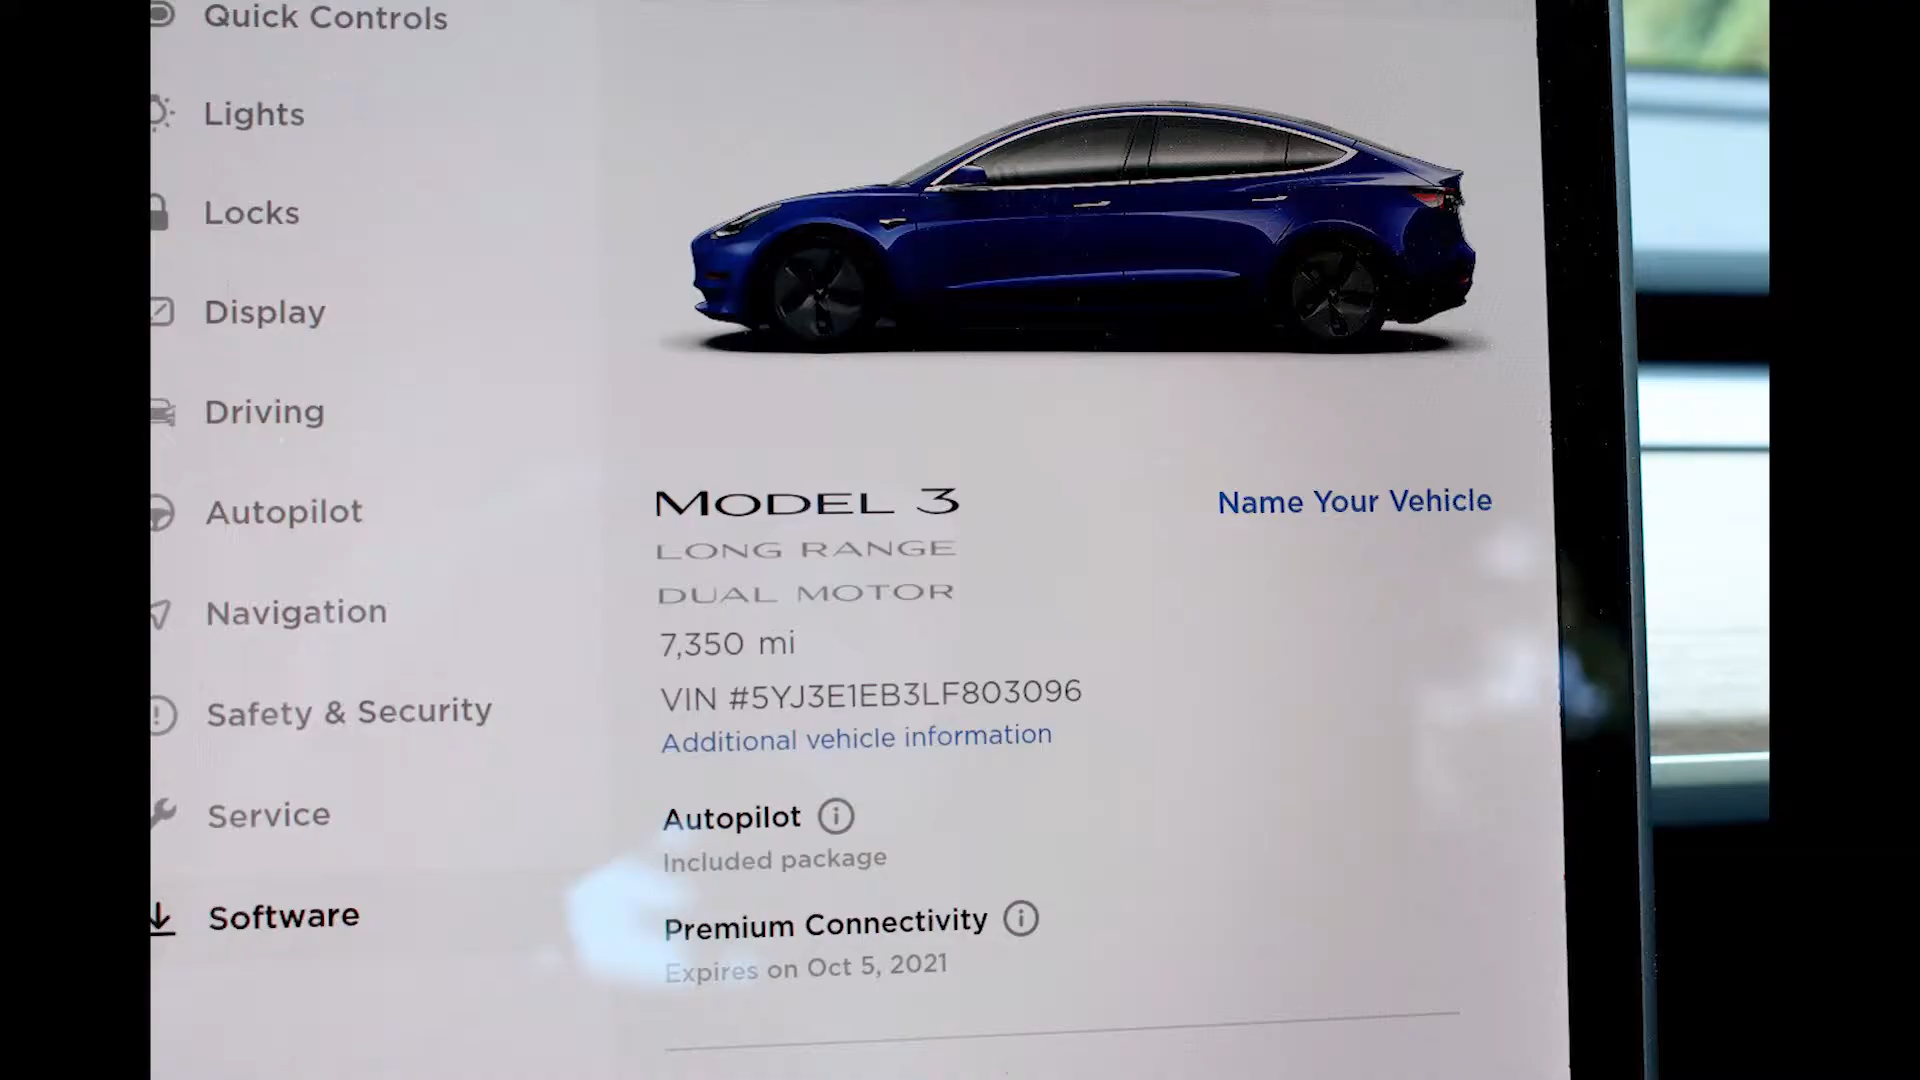 Quick Controls
Lights
Locks
Display
Driving
Autopilot
Navigation
Safety & Security
Service
Software
MODEL 3
Name Your Vehicle
LONG RANGE
DUAL MOTOR
7,350 mi
VIN #5YJ3E1EB3LF803096
Additional vehicle information
Autopilot
Included package
Premium Connectivity
Expires on Oct 5, 2021